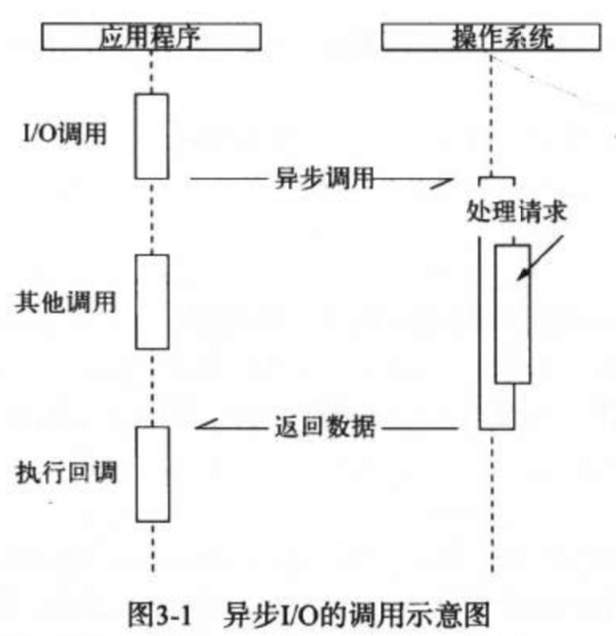 应用程序
操作系统
I/O调用
异步调用
处理请求
其他调用
返回数据
执行回调
图3-1 异步I/O的调用示意图